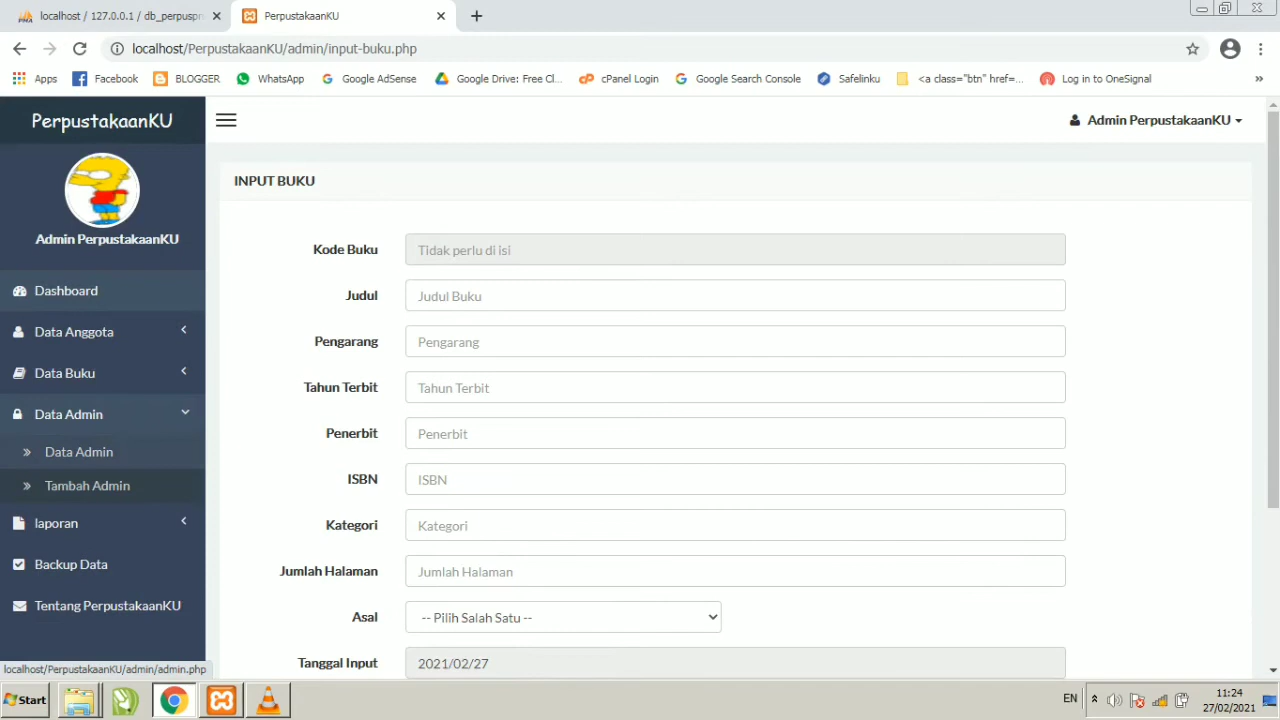 localhost / 127.0.0.1 / db_perpuspr
PerpustakaanKU
localhost/PerpustakaanKU/admin/input-buku.php
Apps
Facebook
BLOGGER
WhatsApp
Google AdSense
Google Drive: Free Cl...
cPanel Login
Google Search Console
Safelinku
<a class="btn" href=...
Log in to OneSignal
»
PerpustakaanKU
Admin PerpustakaanKU
Admin PerpustakaanKU
INPUT BUKU
Dashboard
Data Anggota
Data Buku
Data Admin
» Data Admin
» Tambah Admin
laporan
Backup Data
Tentang PerpustakaanKU
Kode Buku Tidak perlu di isi
Judul Judul Buku
Pengarang Pengarang
Tahun Terbit Tahun Terbit
Penerbit Penerbit
ISBN ISBN
Kategori Kategori
Jumlah Halaman Jumlah Halaman
Asal -- Pilih Salah Satu --
Tanggal Input 2021/02/27
localhost/PerpustakaanKU/admin/admin.php
Start
EN
11:24
27/02/2021